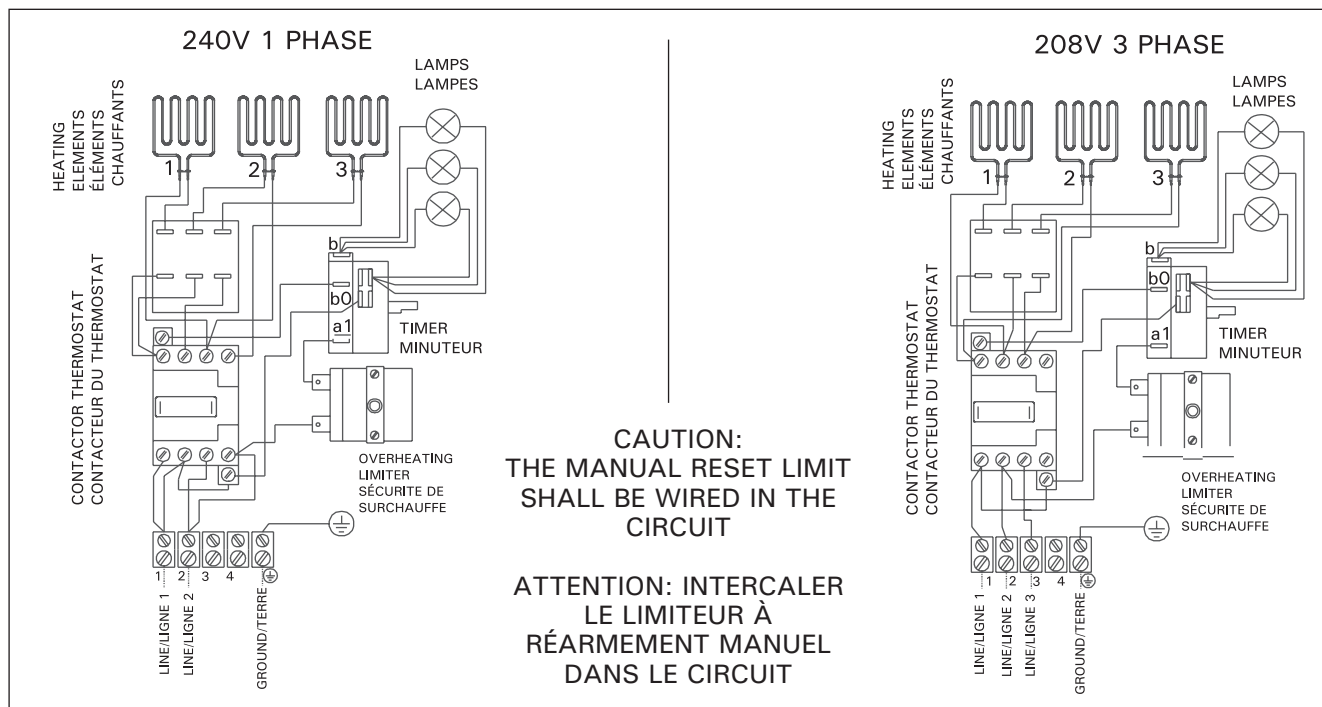 240V 1 PHASE
LAMPS
LAMPES
HEATING
ELEMENTS
ÉLÉMENTS
CHAUFFANTS
1
2
3
b
b0
a1
TIMER
MINUTEUR
CONTACTOR THERMOSTAT
CONTACTEUR DU THERMOSTAT
OVERHEATING
LIMITER
SÉCURITE DE
SURCHAUFFE
1
2
3
4
LINE/LIGNE 1
LINE/LIGNE 2
GROUND/TERRE
CAUTION:
THE MANUAL RESET LIMIT
SHALL BE WIRED IN THE
CIRCUIT
ATTENTION: INTERCALER
LE LIMITEUR À
RÉARMEMENT MANUEL
DANS LE CIRCUIT
208V 3 PHASE
LAMPS
LAMPES
HEATING
ELEMENTS
ÉLÉMENTS
CHAUFFANTS
1
2
3
b
b0
a1
TIMER
MINUTEUR
CONTACTOR THERMOSTAT
CONTACTEUR DU THERMOSTAT
OVERHEATING
LIMITER
SÉCURITE DE
SURCHAUFFE
1
2
3
4
LINE/LIGNE 1
LINE/LIGNE 2
LINE/LIGNE 3
GROUND/TERRE